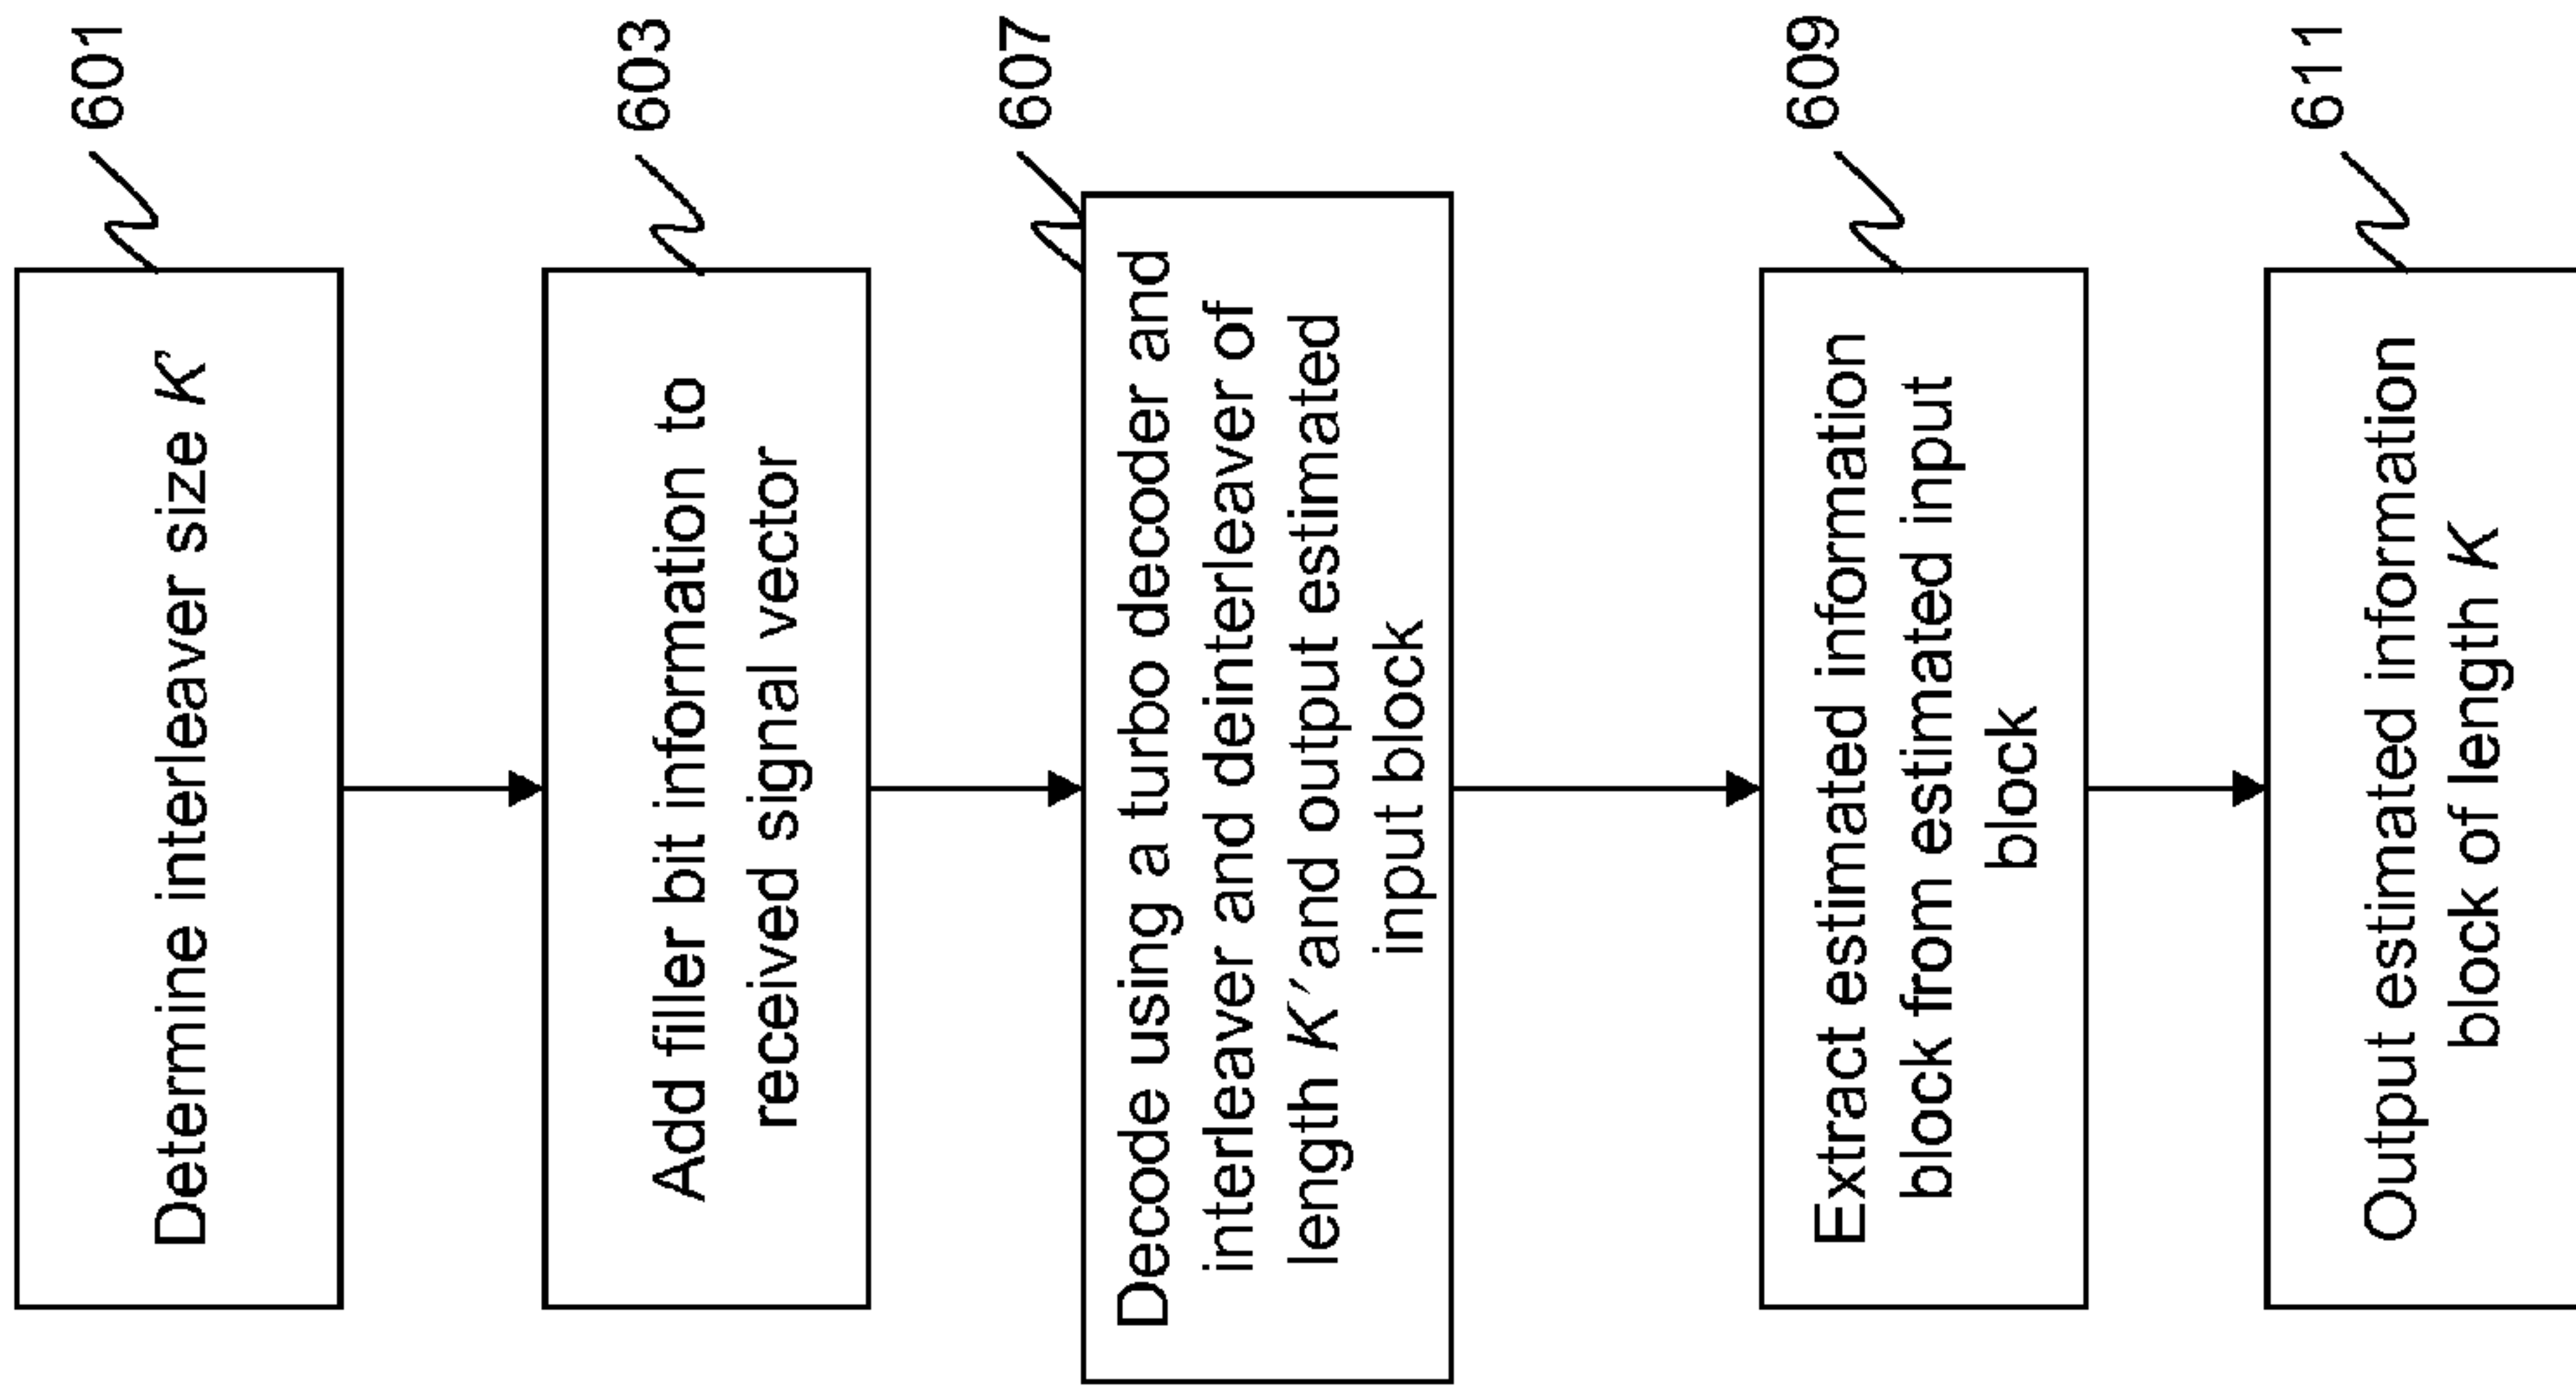 601
Determine interleaver size K'
603
Add filler bit information to
received signal vector
607
Decode using a turbo decoder and
interleaver and deinterleaver of
length K' and output estimated
input block
609
Extract estimated information
block from estimated input
block
611
Output estimated information
block of length K